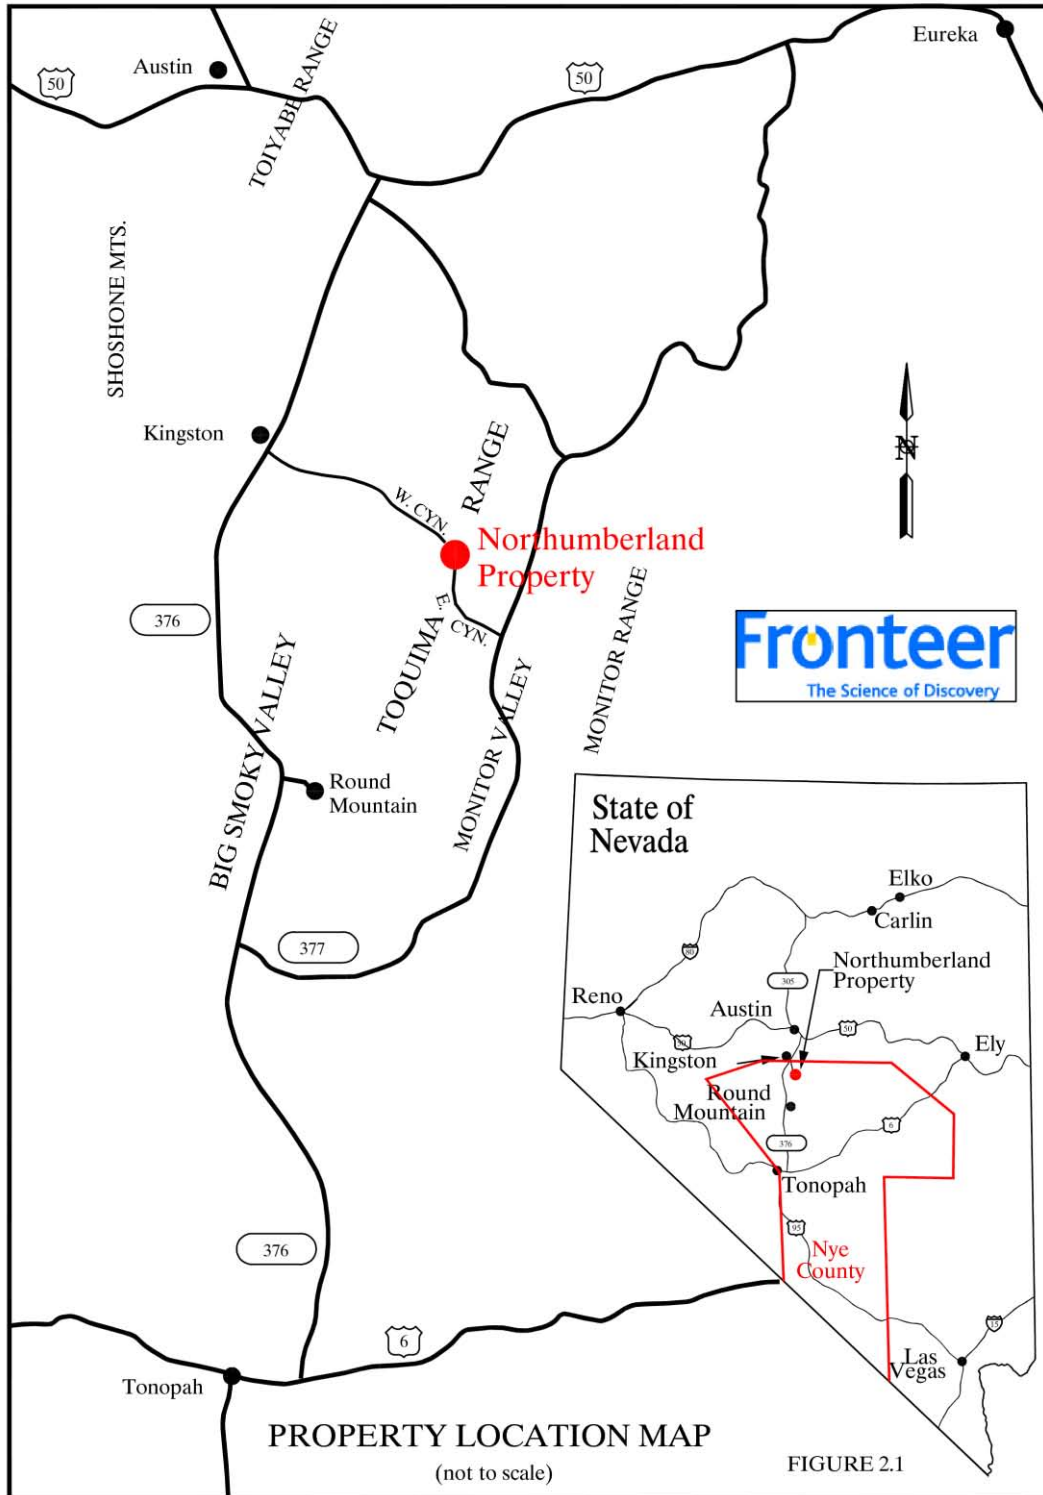 Eureka
Austin
50
50
TOIYABE RANGE
SHOSHONE MTS.
Kingston
RANGE
W. CYN.
N
Northumberland
Property
376
E.
CYN.
TOQUIMA
MONITOR RANGE
Fronteer
The Science of Discovery
BIG SMOKY VALLEY
MONITOR VALLEY
Round
Mountain
377
376
6
Tonopah
State of
Nevada
Elko
Carlin
80
Northumberland
Property
305
Reno
Austin
50
50
Ely
Kingston
Round
Mountain
6
376
Tonopah
95
Nye
County
15
Las
Vegas
PROPERTY LOCATION MAP
(not to scale)
FIGURE 2.1